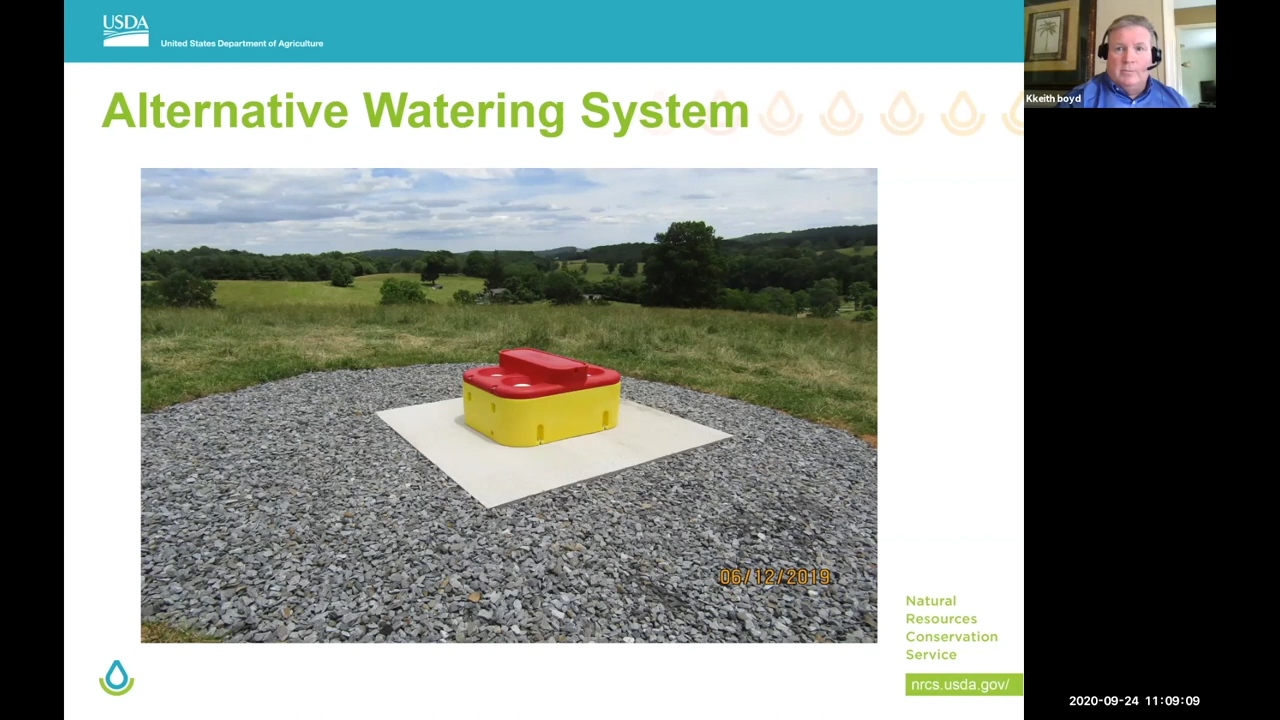 USDA
United States Department of Agriculture
Kkeith boyd
Alternative Watering System
06/12/2019
Natural
Resources
Conservation
Service
nrcs.usda.gov/
2020-09-24 11:09:09